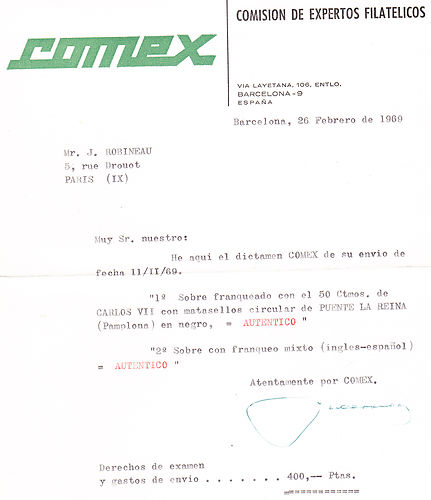 comex
COMISION DE EXPERTOS FILATELICOS
VIA LAYETANA, 106, ENTLO.
BARCELONA-9
ESPAÑA
Barcelona, 26 Febrero de 1969
Mr. J. ROBINEAU
5, rue Drouot
PARIS (IX)
Muy Sr. nuestro:
He aqui el dictamen COMEX de su envio de
fecha 11/II/69.
"1º Sobre franqueado con el 50 Ctmos. de
CARLOS VII con matasellos circular de PUENTE LA REINA
(Pamplona) en negro, = AUTENTICO "
"2º Sobre con franqueo mixto (ingles-español)
= AUTENTICO "
Atentamente por COMEX.
Derechos de examen
y gastos de envio . . . . . . . 400,-- Ptas.
============